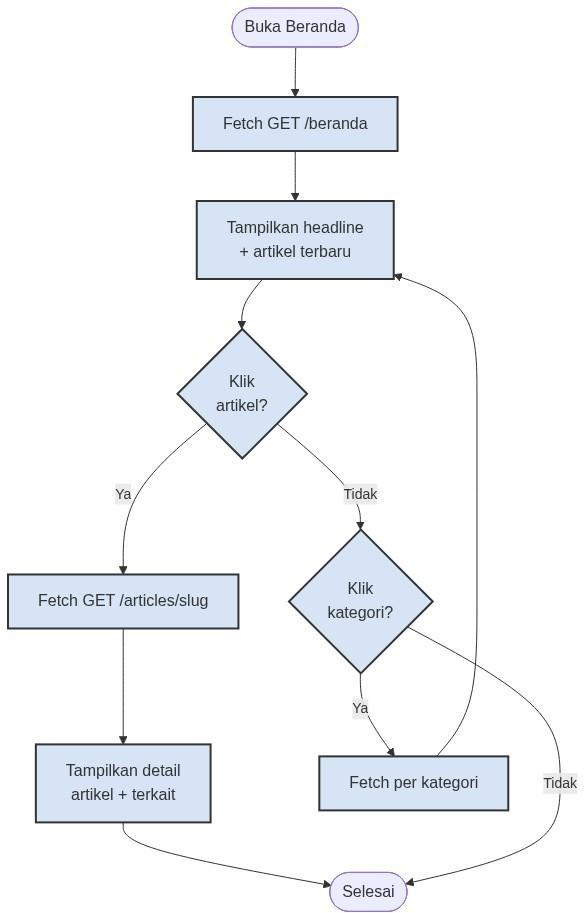 Buka Beranda
Fetch GET /beranda
Tampilkan headline
+ artikel terbaru
Klik
artikel?
Ya
Tidak
Klik
kategori?
Fetch GET /articles/slug
Ya
Tampilkan detail
artikel + terkait
Fetch per kategori
Tidak
Selesai